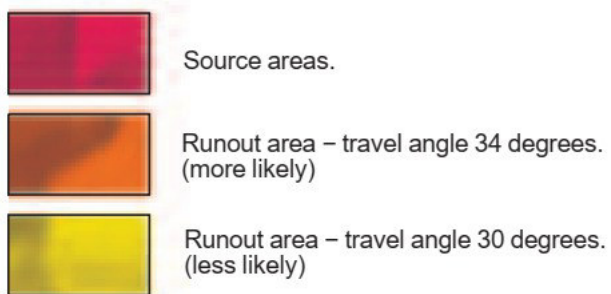 Source areas.
Runout area – travel angle 34 degrees.
(more likely)
Runout area – travel angle 30 degrees.
(less likely)